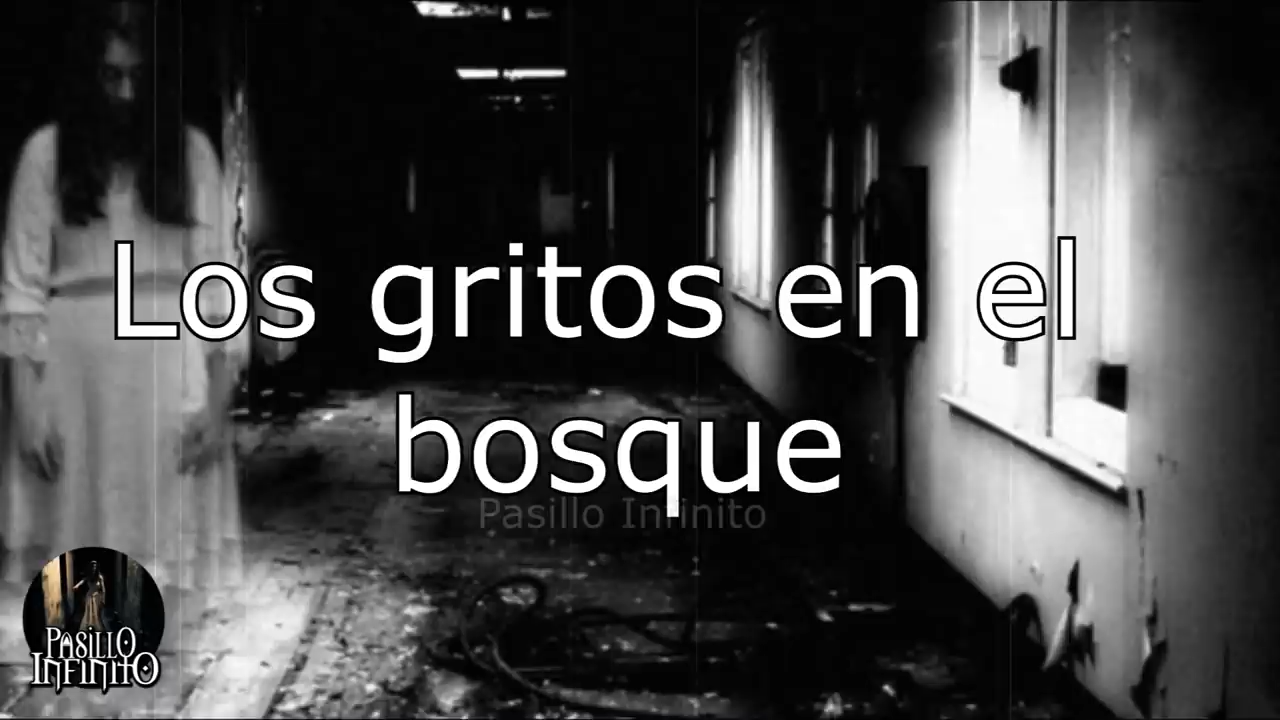 Los gritos en el
bosque
Pasillo Infinito
PASILLO
INFINITO